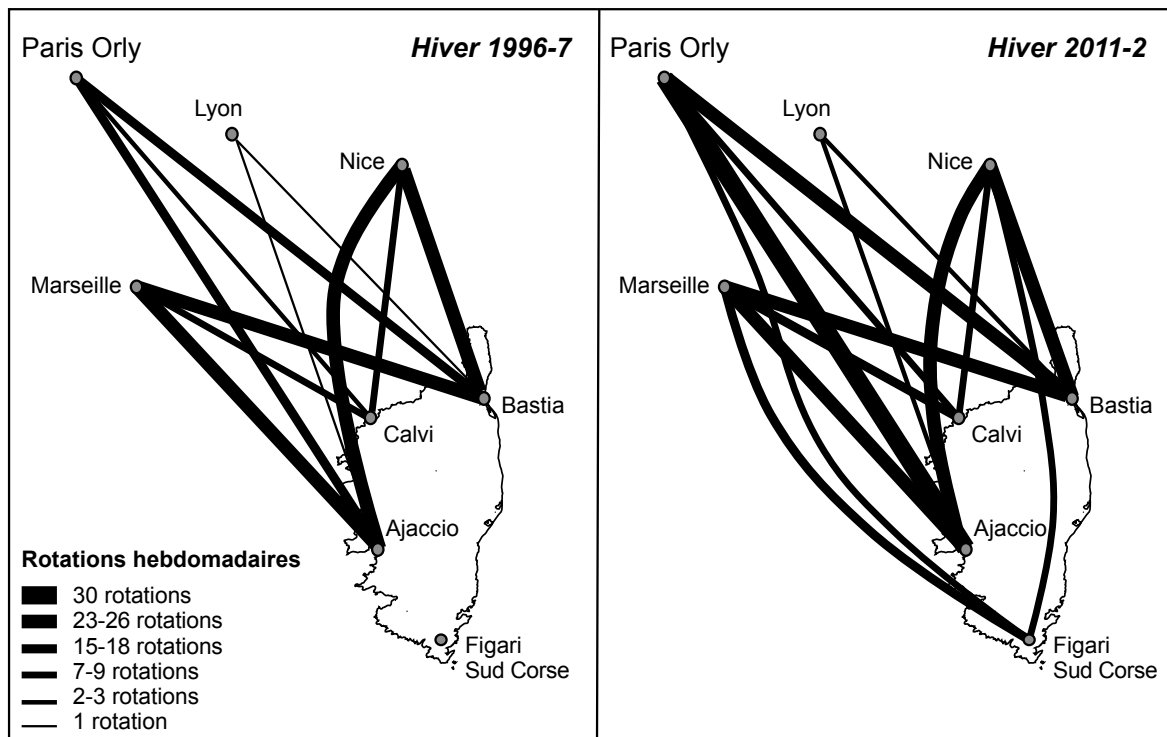 Hiver 1996-7
Paris Orly
Lyon
Nice
Marseille
Bastia
Calvi
Ajaccio
Figari
Sud Corse
Rotations hebdomadaires
30 rotations
23-26 rotations
15-18 rotations
7-9 rotations
2-3 rotations
1 rotation
Hiver 2011-2
Paris Orly
Lyon
Nice
Marseille
Bastia
Calvi
Ajaccio
Figari
Sud Corse